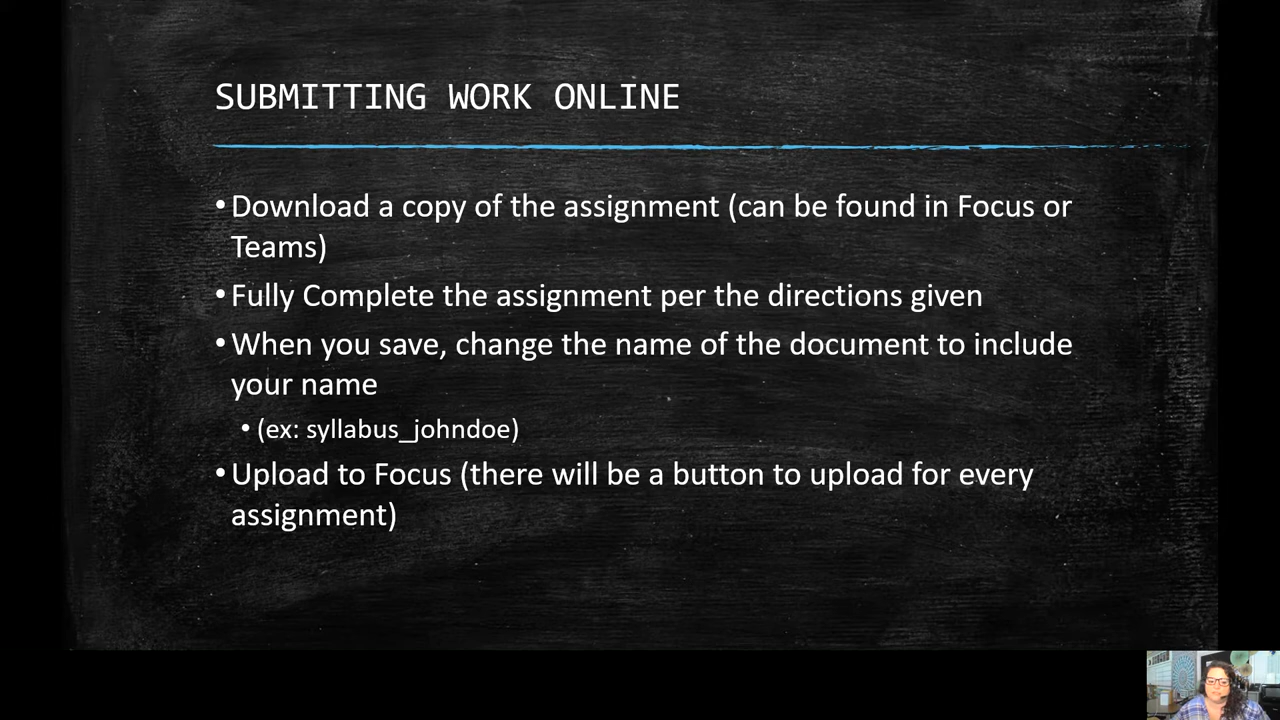 SUBMITTING WORK ONLINE
•Download a copy of the assignment (can be found in Focus or
Teams)
•Fully Complete the assignment per the directions given
•When you save, change the name of the document to include
your name
•(ex: syllabus_johndoe)
•Upload to Focus (there will be a button to upload for every
assignment)